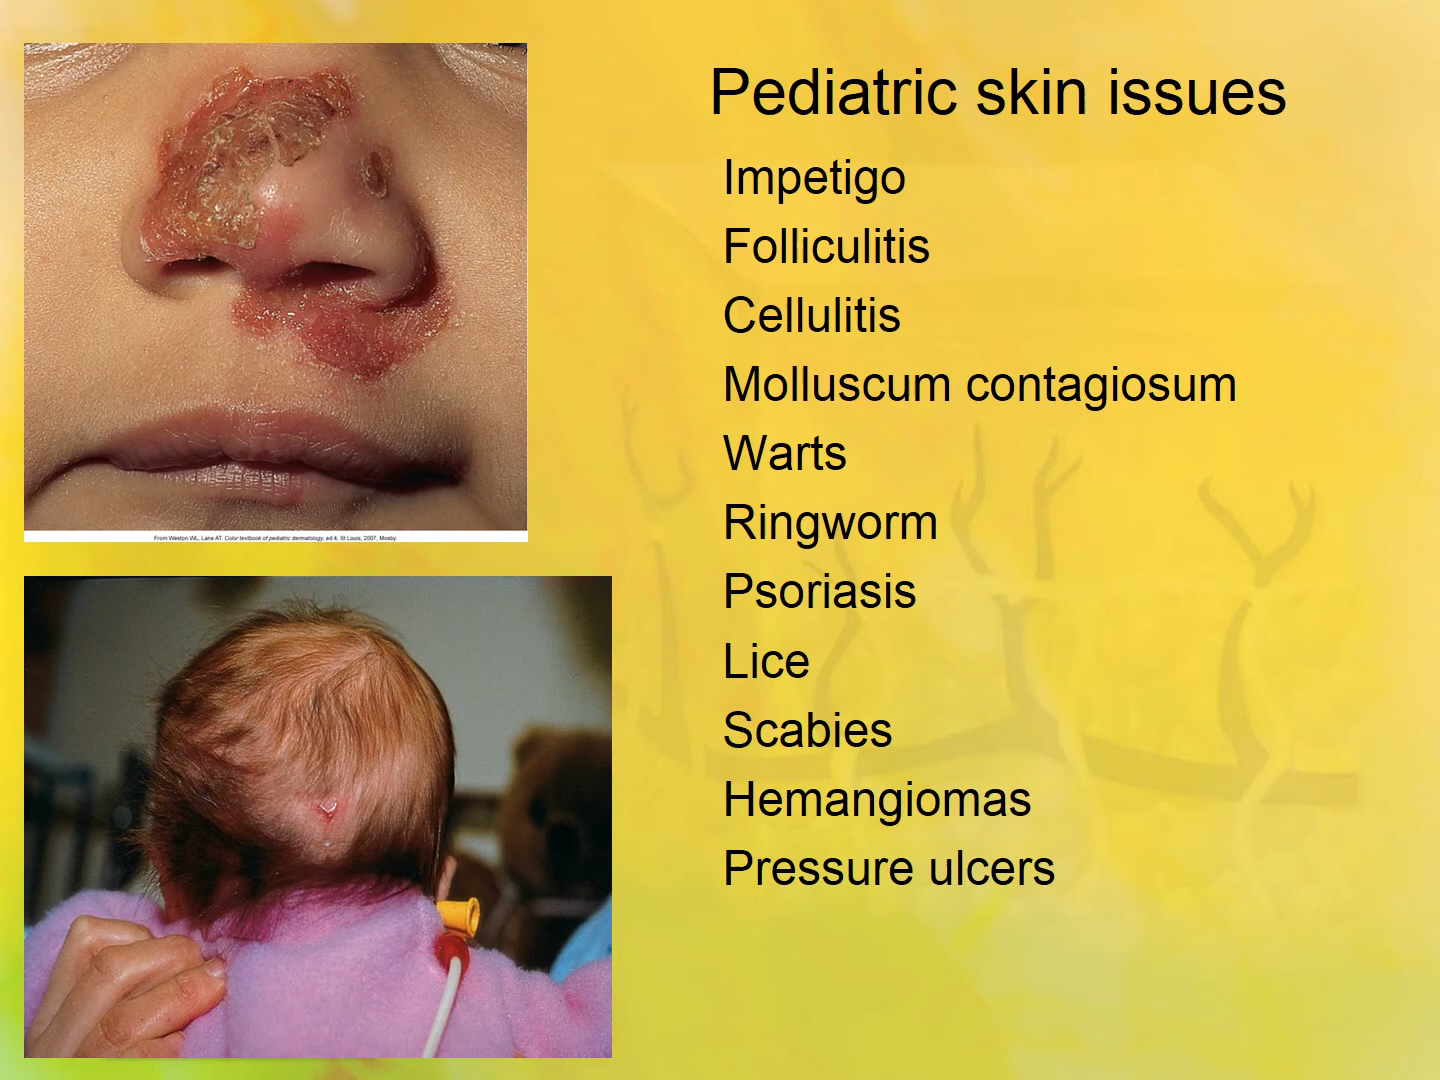 Pediatric skin issues
Impetigo
Folliculitis
Cellulitis
Molluscum contagiosum
Warts
Ringworm
Psoriasis
Lice
Scabies
Hemangiomas
Pressure ulcers
From Weston WL, Lane AT: Color textbook of pediatric dermatology, ed 4, St Louis, 2007, Mosby.